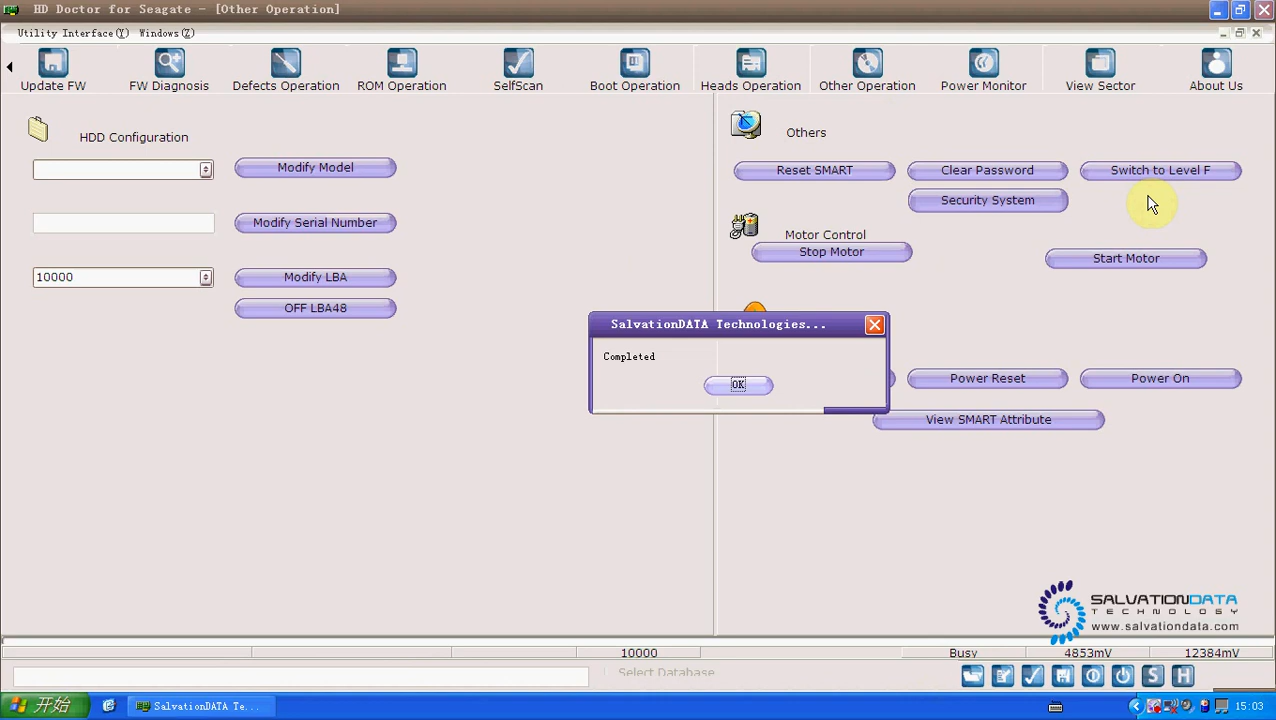 HD Doctor for Seagate - [Other Operation]
Utility Interface(Y) Windows(Z)
Update FW FW Diagnosis Defects Operation ROM Operation SelfScan Boot Operation Heads Operation Other Operation Power Monitor View Sector About Us
HDD Configuration
Others
Modify Model
Reset SMART Clear Password Switch to Level F
Security System
Modify Serial Number
Motor Control
Stop Motor Start Motor
10000 Modify LBA
OFF LBA48
SalvationDATA Technologies...
Completed
OK
Power Reset Power On
View SMART Attribute
SALVATIONDATA
TECHNOLOGY
www.salvationdata.com
10000 Busy 4853mV 12384mV
Select Database
S H
开始 SalvationDATA Te... 15:03